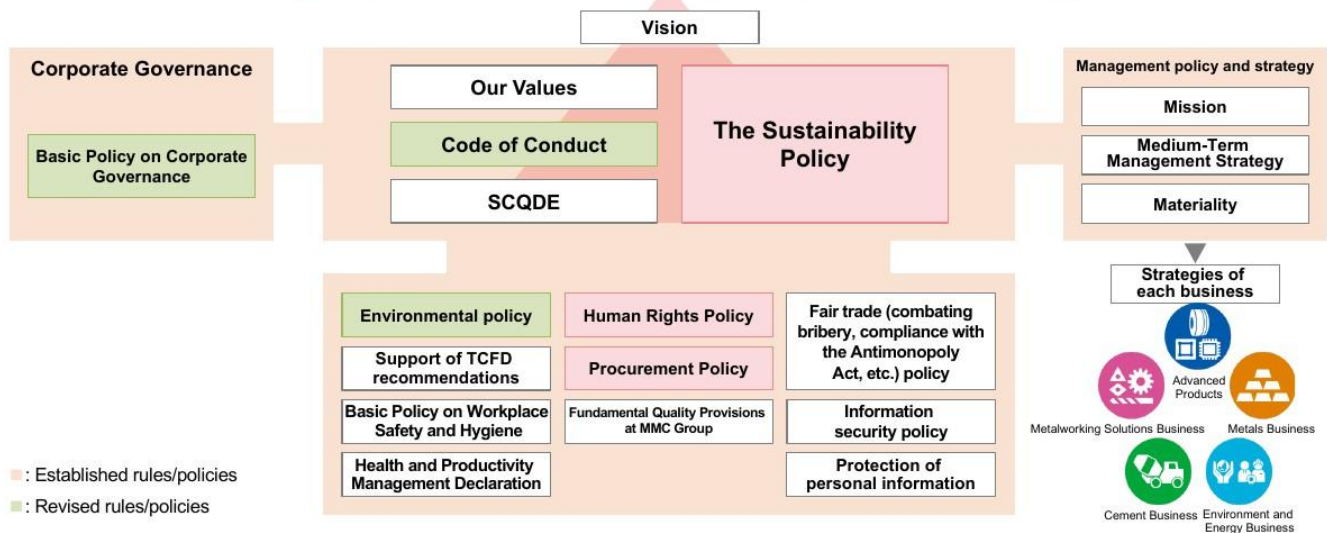 Vision
Corporate Governance
Basic Policy on Corporate
Governance
Our Values
Code of Conduct
SCQDE
The Sustainability
Policy
Management policy and strategy
Mission
Medium-Term
Management Strategy
Materiality
Strategies of
each business
Advanced
Products
Metalworking Solutions Business
Metals Business
Cement Business
Environment and
Energy Business
Environmental policy
Support of TCFD
recommendations
Basic Policy on Workplace
Safety and Hygiene
Health and Productivity
Management Declaration
Human Rights Policy
Procurement Policy
Fundamental Quality Provisions
at MMC Group
Fair trade (combating
bribery, compliance with
the Antimonopoly
Act, etc.) policy
Information
security policy
Protection of
personal information
: Established rules/policies
: Revised rules/policies